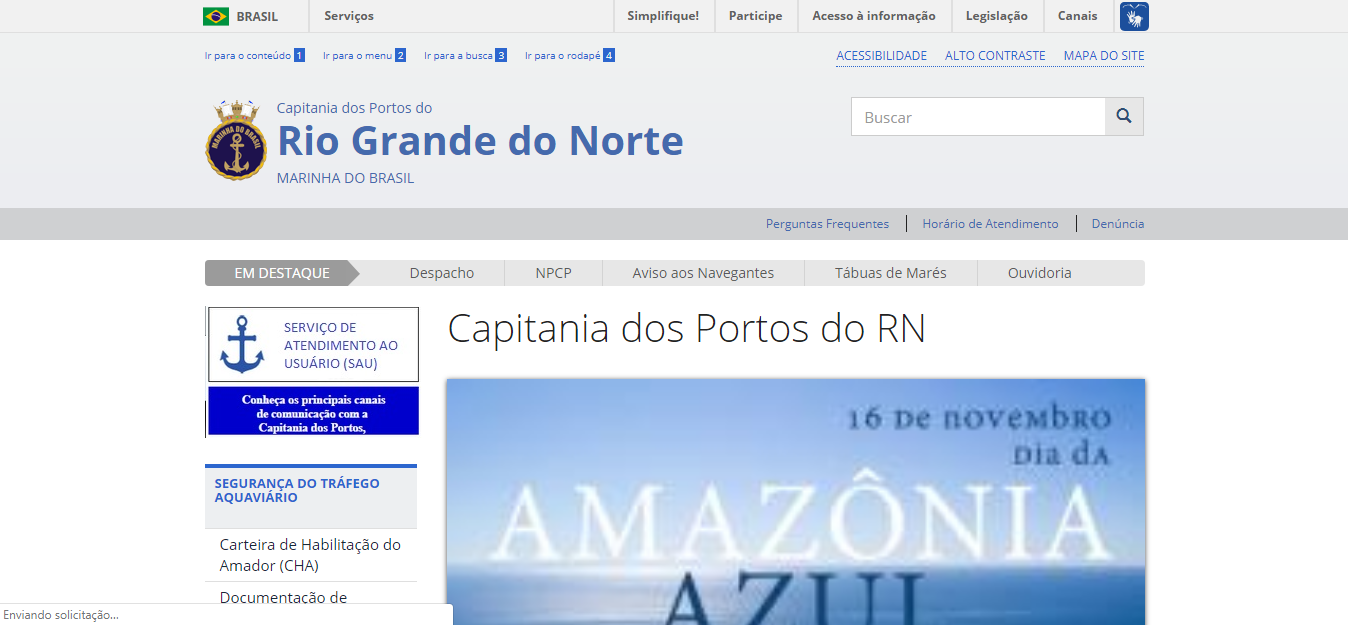 BRASIL Serviços Simplifique! Participe Acesso à informação Legislação Canais
Ir para o conteúdo 1 Ir para o menu 2 Ir para a busca 3 Ir para o rodapé 4 ACESSIBILIDADE ALTO CONTRASTE MAPA DO SITE
MARINHA DO BRASIL
Capitania dos Portos do
Rio Grande do Norte
MARINHA DO BRASIL
Buscar
Perguntas Frequentes Horário de Atendimento Denúncia
EM DESTAQUE Despacho NPCP Aviso aos Navegantes Tábuas de Marés Ouvidoria
SERVIÇO DE
ATENDIMENTO AO
USUÁRIO (SAU)
Conheça os principais canais
de comunicação com a
Capitania dos Portos,
SEGURANÇA DO TRÁFEGO
AQUAVIÁRIO
Carteira de Habilitação do
Amador (CHA)
Documentação de
Capitania dos Portos do RN
16 DE NOVEMBRO
DIA DA
AMAZÔNIA
AZUL
Enviando solicitação...